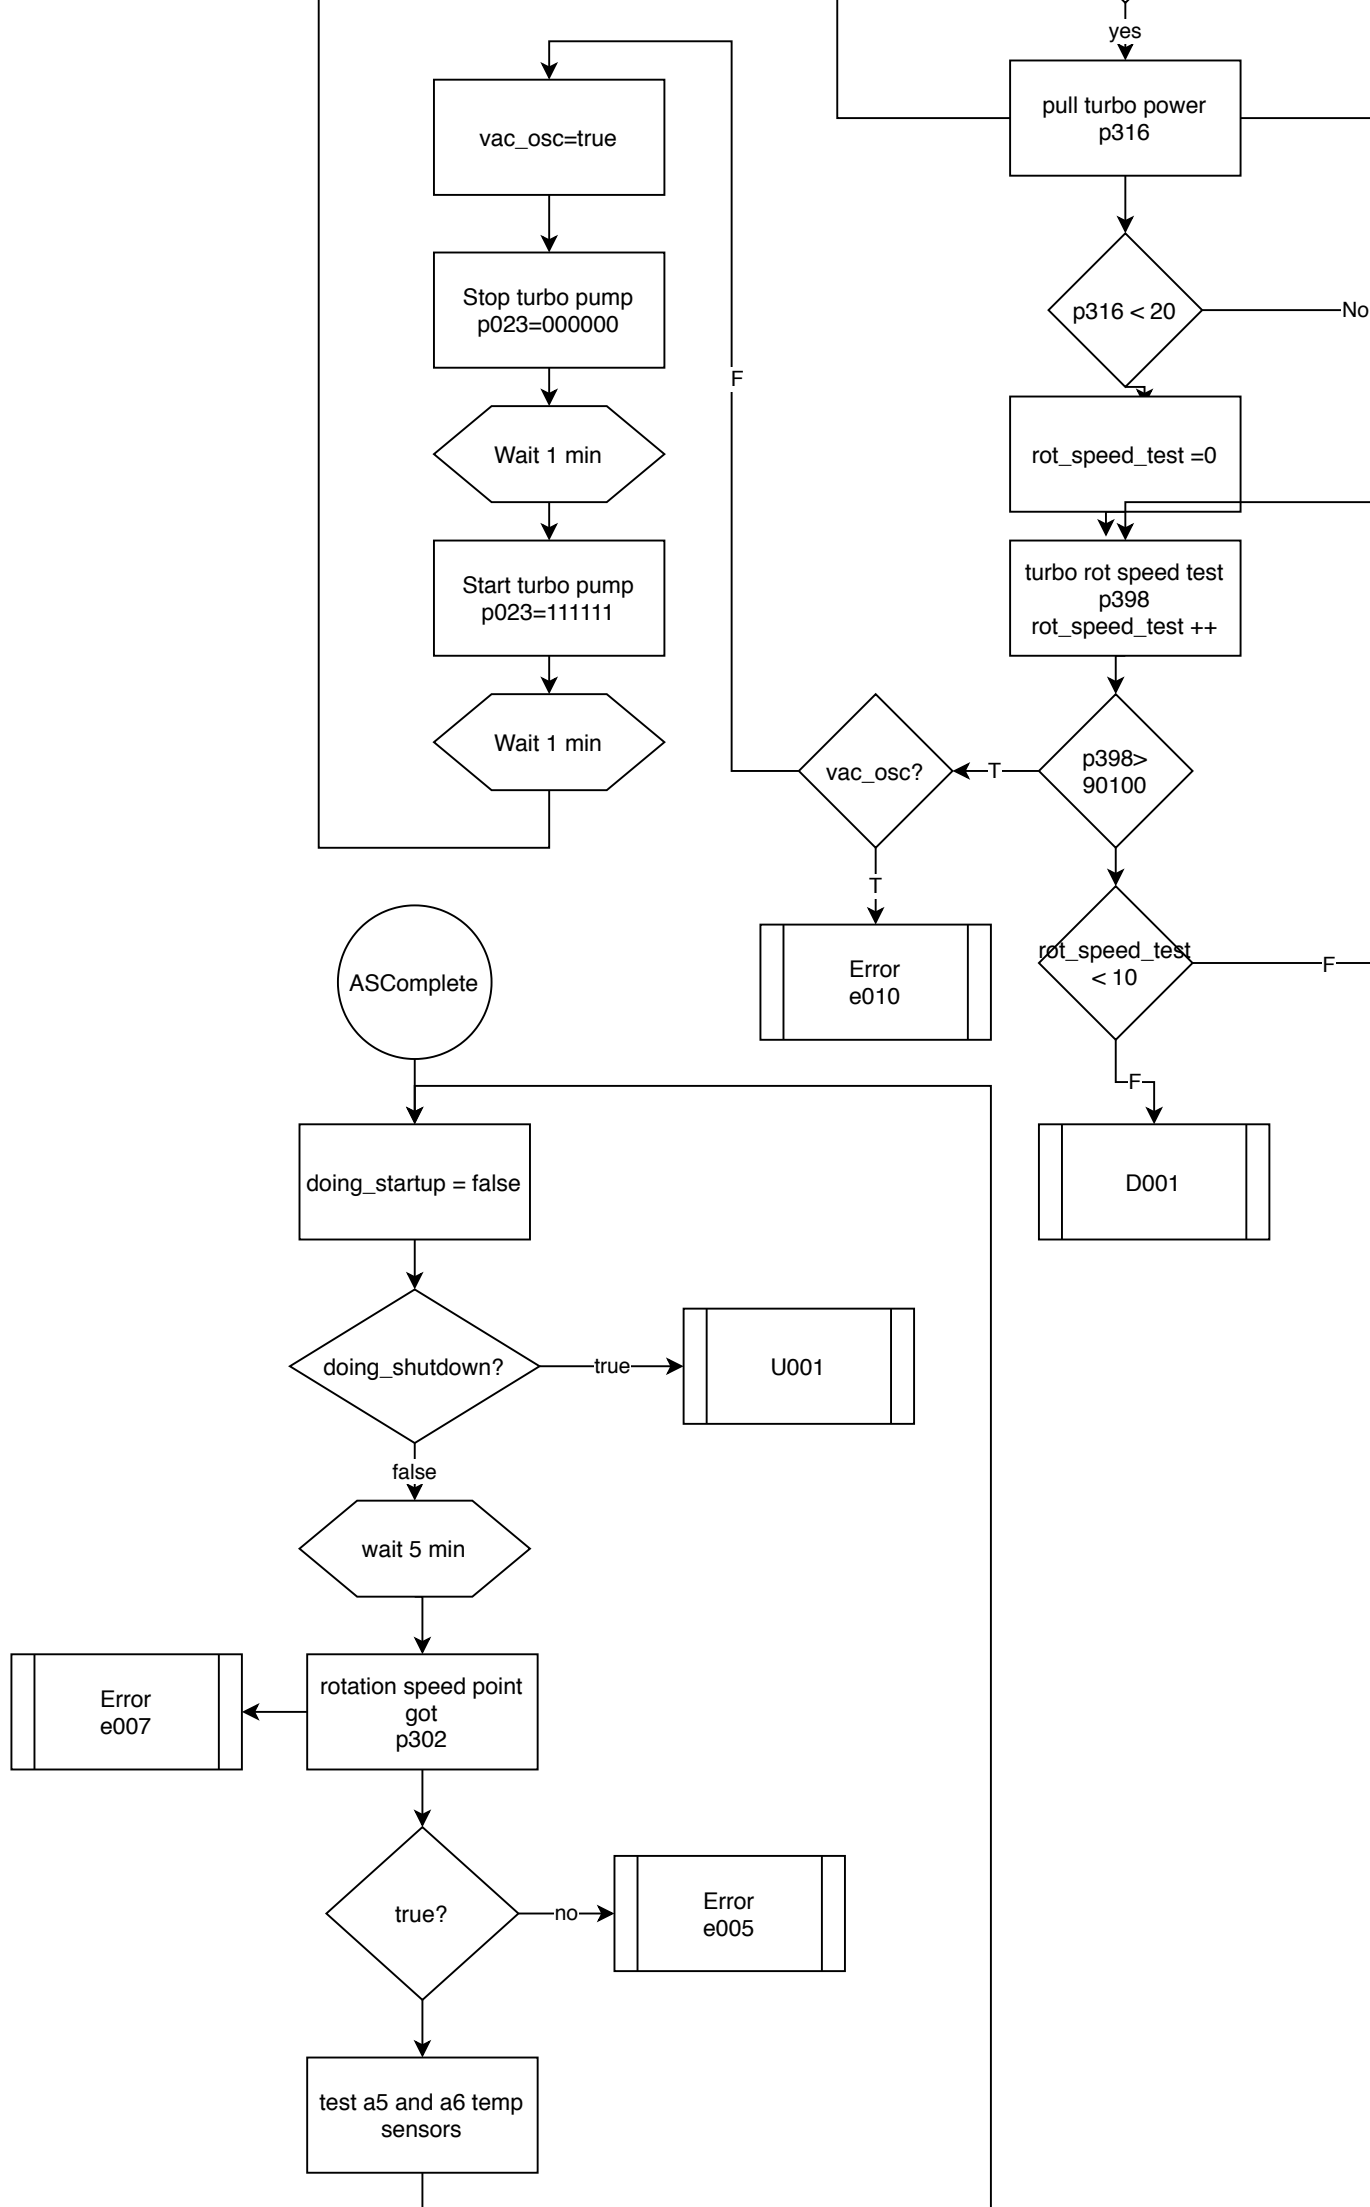 yes
pull turbo power
p316
vac_osc=true
Stop turbo pump
p023=000000
p316 < 20
No
F
Wait 1 min
rot_speed_test =0
Start turbo pump
p023=111111
turbo rot speed test
p398
rot_speed_test ++
Wait 1 min
vac_osc?
T
p398>
90100
T
Error
e010
rot_speed_test
< 10
F
ASComplete
F
D001
doing_startup = false
doing_shutdown?
true
U001
false
wait 5 min
Error
e007
rotation speed point
got
p302
true?
no
Error
e005
test a5 and a6 temp
sensors